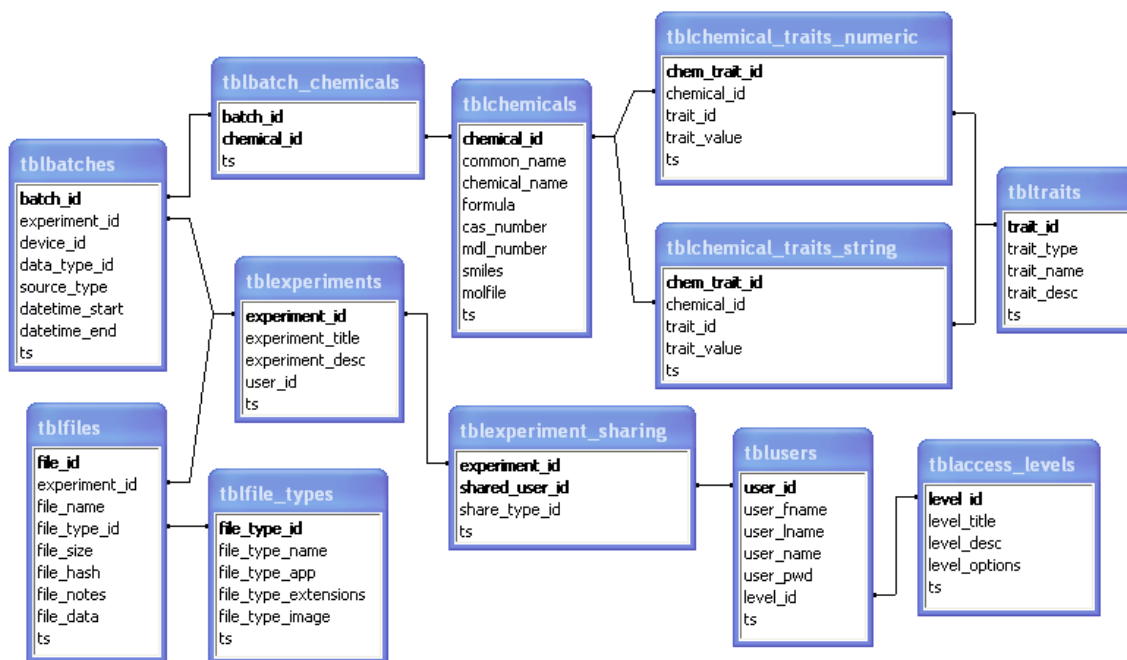 tblbatches
batch_id
experiment_id
device_id
data_type_id
source_type
datetime_start
datetime_end
ts
tblbatch_chemicals
batch_id
chemical_id
ts
tblchemicals
chemical_id
common_name
chemical_name
formula
cas_number
mdl_number
smiles
molfile
ts
tblchemical_traits_numeric
chem_trait_id
chemical_id
trait_id
trait_value
ts
tblchemical_traits_string
chem_trait_id
chemical_id
trait_id
trait_value
ts
tbltraits
trait_id
trait_type
trait_name
trait_desc
ts
tblexperiments
experiment_id
experiment_title
experiment_desc
user_id
ts
tblfiles
file_id
experiment_id
file_name
file_type_id
file_size
file_hash
file_notes
file_data
ts
tblfile_types
file_type_id
file_type_name
file_type_app
file_type_extensions
file_type_image
ts
tblexperiment_sharing
experiment_id
shared_user_id
share_type_id
ts
tblusers
user_id
user_fname
user_lname
user_name
user_pwd
level_id
ts
tblaccess_levels
level_id
level_title
level_desc
level_options
ts